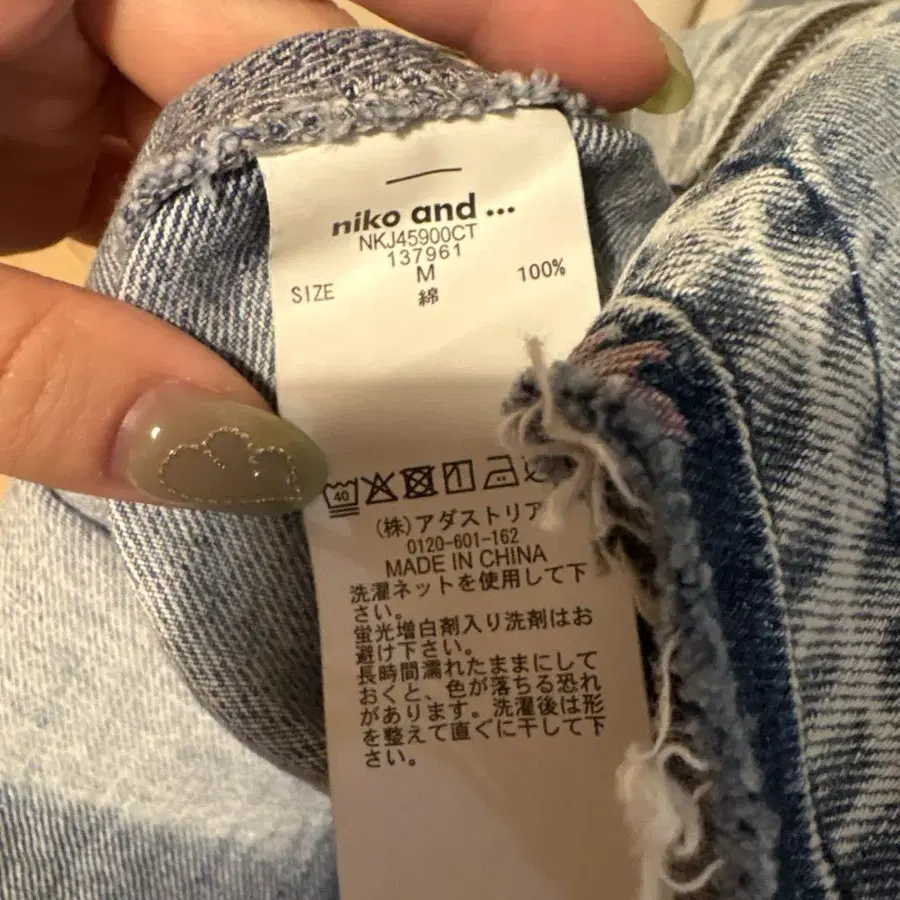 niko and ...
NKJ45900CT
137961
SIZE M
綿 100%
40
(株)アダストリア
0120-601-162
MADE IN CHINA
洗濯ネットを使用して下
さい。
蛍光増白剤入り洗剤はお
避け下さい。
長時間濡れたままにして
おくと、色が落ちる恐れ
があります。洗濯後は形
を整えて直ぐに干して下
さい。